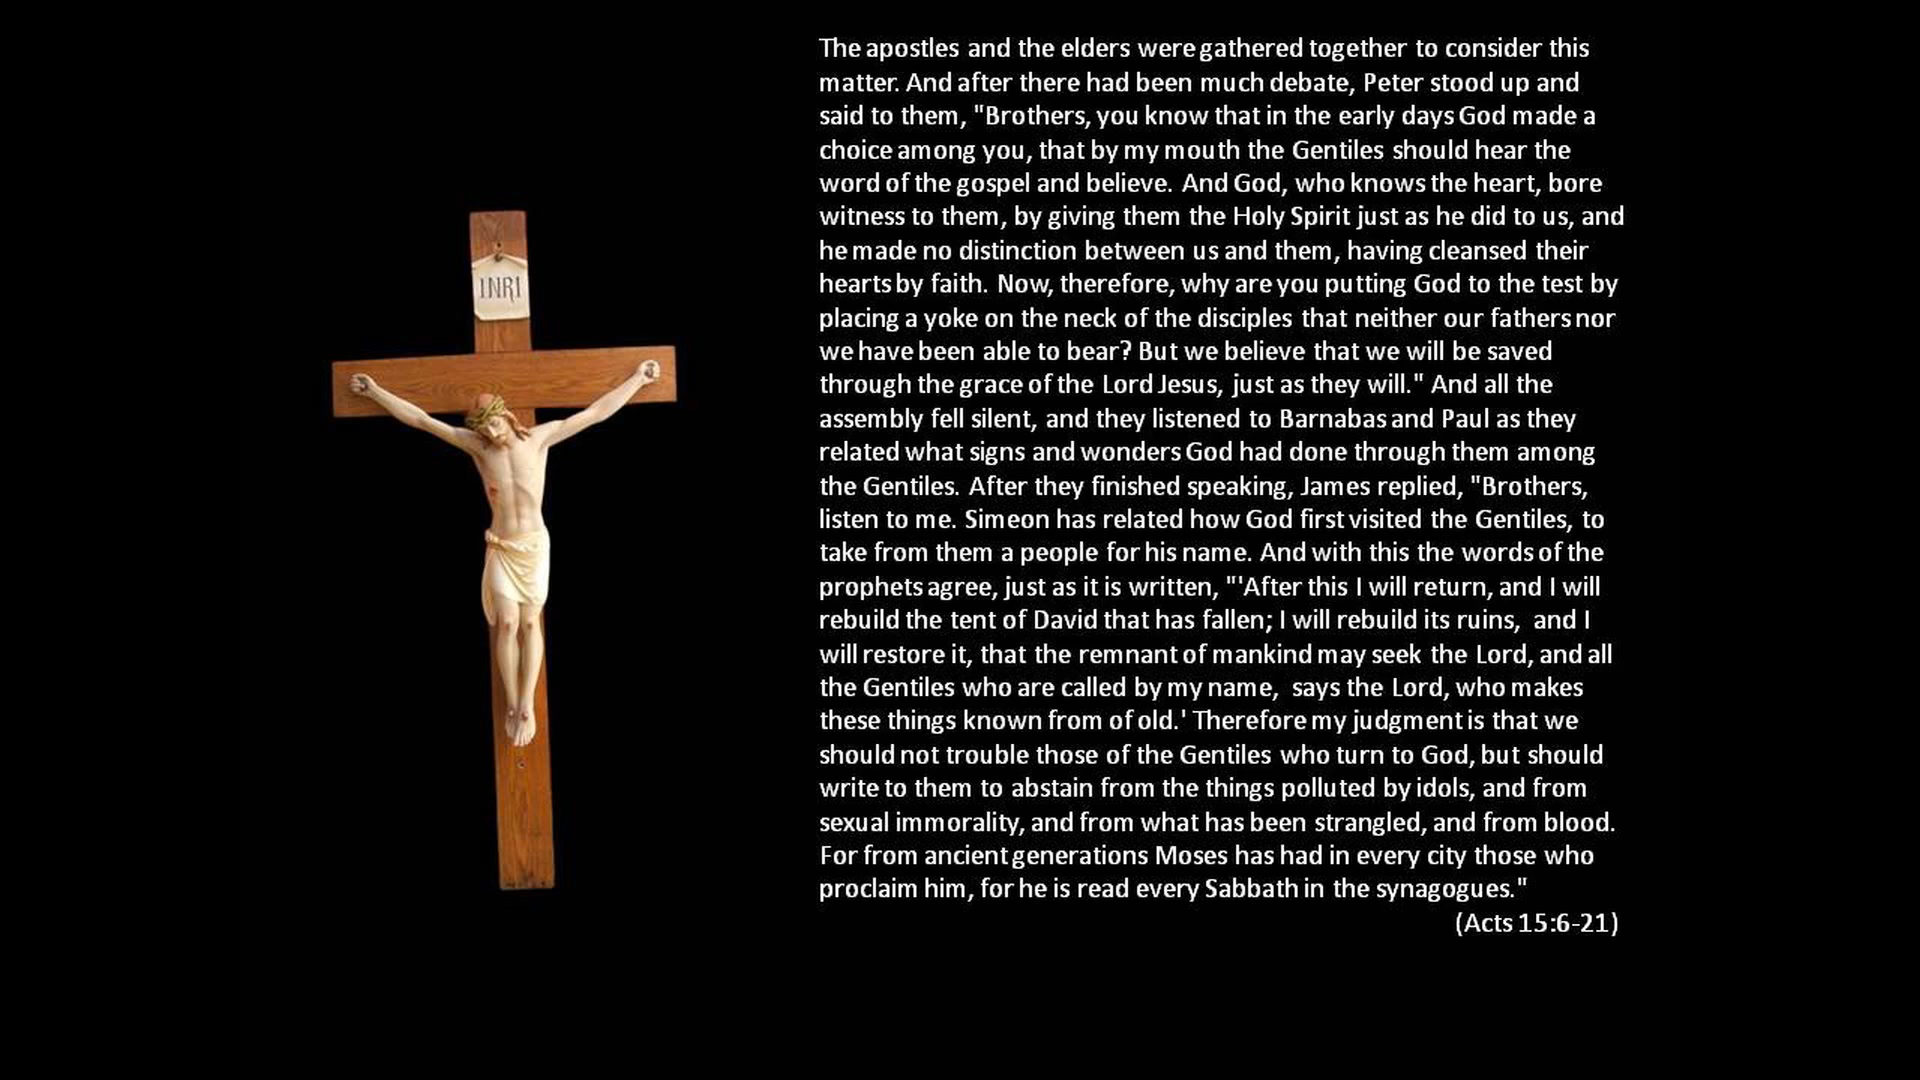 INRI
The apostles and the elders were gathered together to consider this
matter. And after there had been much debate, Peter stood up and
said to them, "Brothers, you know that in the early days God made a
choice among you, that by my mouth the Gentiles should hear the
word of the gospel and believe. And God, who knows the heart, bore
witness to them, by giving them the Holy Spirit just as he did to us, and
he made no distinction between us and them, having cleansed their
hearts by faith. Now, therefore, why are you putting God to the test by
placing a yoke on the neck of the disciples that neither our fathers nor
we have been able to bear? But we believe that we will be saved
through the grace of the Lord Jesus, just as they will." And all the
assembly fell silent, and they listened to Barnabas and Paul as they
related what signs and wonders God had done through them among
the Gentiles. After they finished speaking, James replied, "Brothers,
listen to me. Simeon has related how God first visited the Gentiles, to
take from them a people for his name. And with this the words of the
prophets agree, just as it is written, "'After this I will return, and I will
rebuild the tent of David that has fallen; I will rebuild its ruins, and I
will restore it, that the remnant of mankind may seek the Lord, and all
the Gentiles who are called by my name, says the Lord, who makes
these things known from of old.' Therefore my judgment is that we
should not trouble those of the Gentiles who turn to God, but should
write to them to abstain from the things polluted by idols, and from
sexual immorality, and from what has been strangled, and from blood.
For from ancient generations Moses has had in every city those who
proclaim him, for he is read every Sabbath in the synagogues."
(Acts 15:6-21)